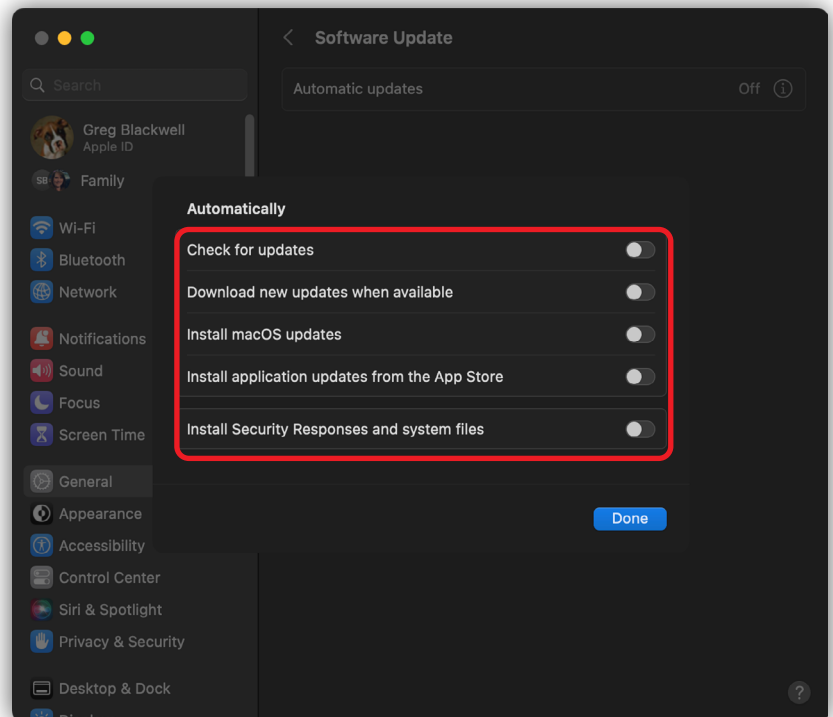 Software Update
Search
Automatic updates
Off
Greg Blackwell
Apple ID
SB
Family
Wi-Fi
Bluetooth
Network
Notifications
Sound
Focus
Screen Time
General
Appearance
Accessibility
Control Center
Siri & Spotlight
Privacy & Security
Desktop & Dock
Automatically
Check for updates
Download new updates when available
Install macOS updates
Install application updates from the App Store
Install Security Responses and system files
Done
?